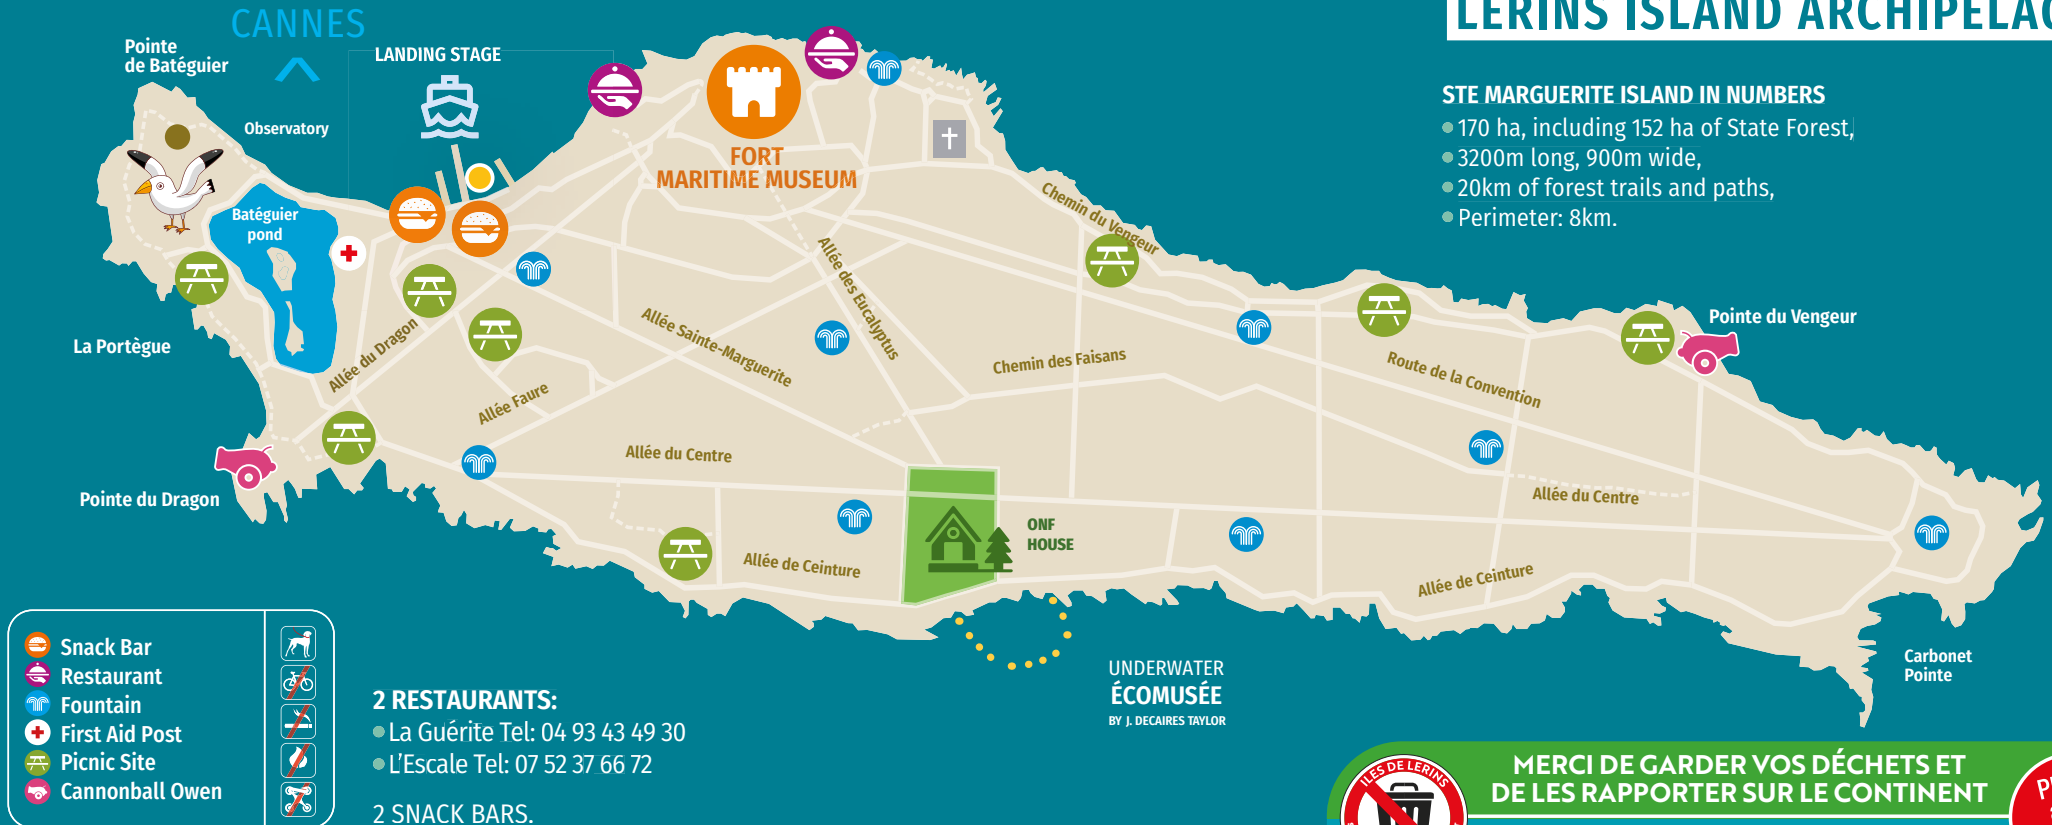 CANNES
LERINS ISLAND ARCHIPELAG
Pointe
de Batéguier
LANDING STAGE
Observatory
STE MARGUERITE ISLAND IN NUMBERS
170 ha, including 152 ha of State Forest,
3200m long, 900m wide,
20km of forest trails and paths,
Perimeter: 8km.
FORT
MARITIME MUSEUM
Batéguier
pond
Chemin du Vengeur
Allée des Eucalyptus
La Portègue
Allée du Dragon
Allée Sainte-Marguerite
Chemin des Faisans
Pointe du Vengeur
Route de la Convention
Allée Faure
Allée du Centre
Pointe du Dragon
Allée du Centre
ONF
HOUSE
Allée de Ceinture
Allée de Ceinture
UNDERWATER
ÉCOMUSÉE
BY J. DECAIRES TAYLOR
Carbonet
Pointe
Snack Bar
Restaurant
Fountain
First Aid Post
Picnic Site
Cannonball Owen
2 RESTAURANTS:
La Guérite Tel: 04 93 43 49 30
L'Escale Tel: 07 52 37 66 72
2 SNACK BARS.
ILES DE LERINS
MERCI DE GARDER VOS DÉCHETS ET
DE LES RAPPORTER SUR LE CONTINENT